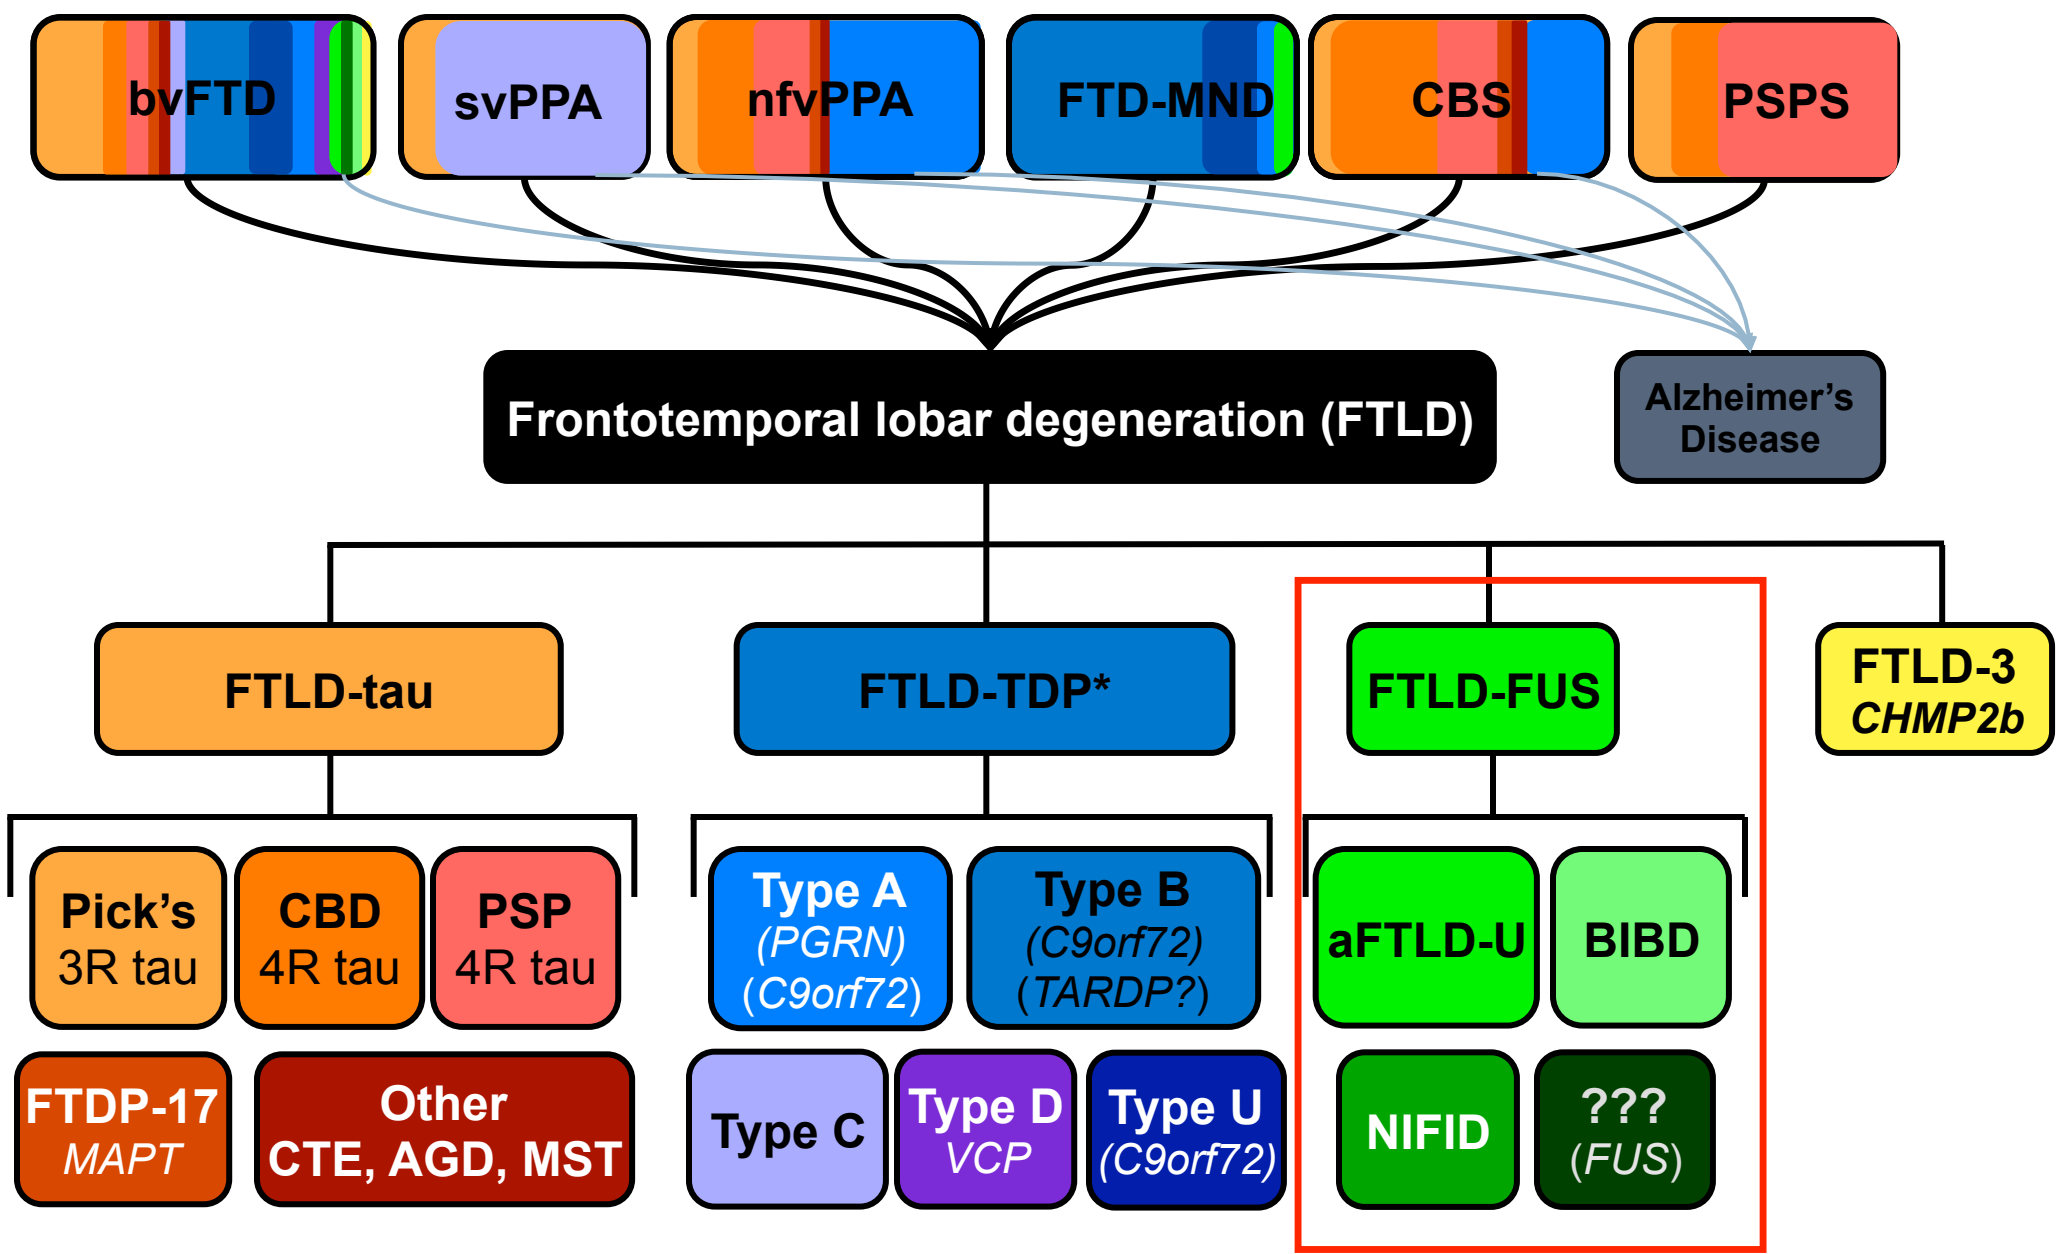 bvFTD
svPPA
nfvPPA
FTD-MND
CBS
PSPS
Frontotemporal lobar degeneration (FTLD)
Alzheimer's
Disease
FTLD-tau
FTLD-TDP*
FTLD-FUS
FTLD-3
CHMP2b
Pick's
3R tau
CBD
4R tau
PSP
4R tau
Type A
(PGRN)
(C9orf72)
Type B
(C9orf72)
(TARDP?)
aFTLD-U
BIBD
FTDP-17
MAPT
Other
CTE, AGD, MST
Type C
Type D
VCP
Type U
(C9orf72)
NIFID
???
(FUS)